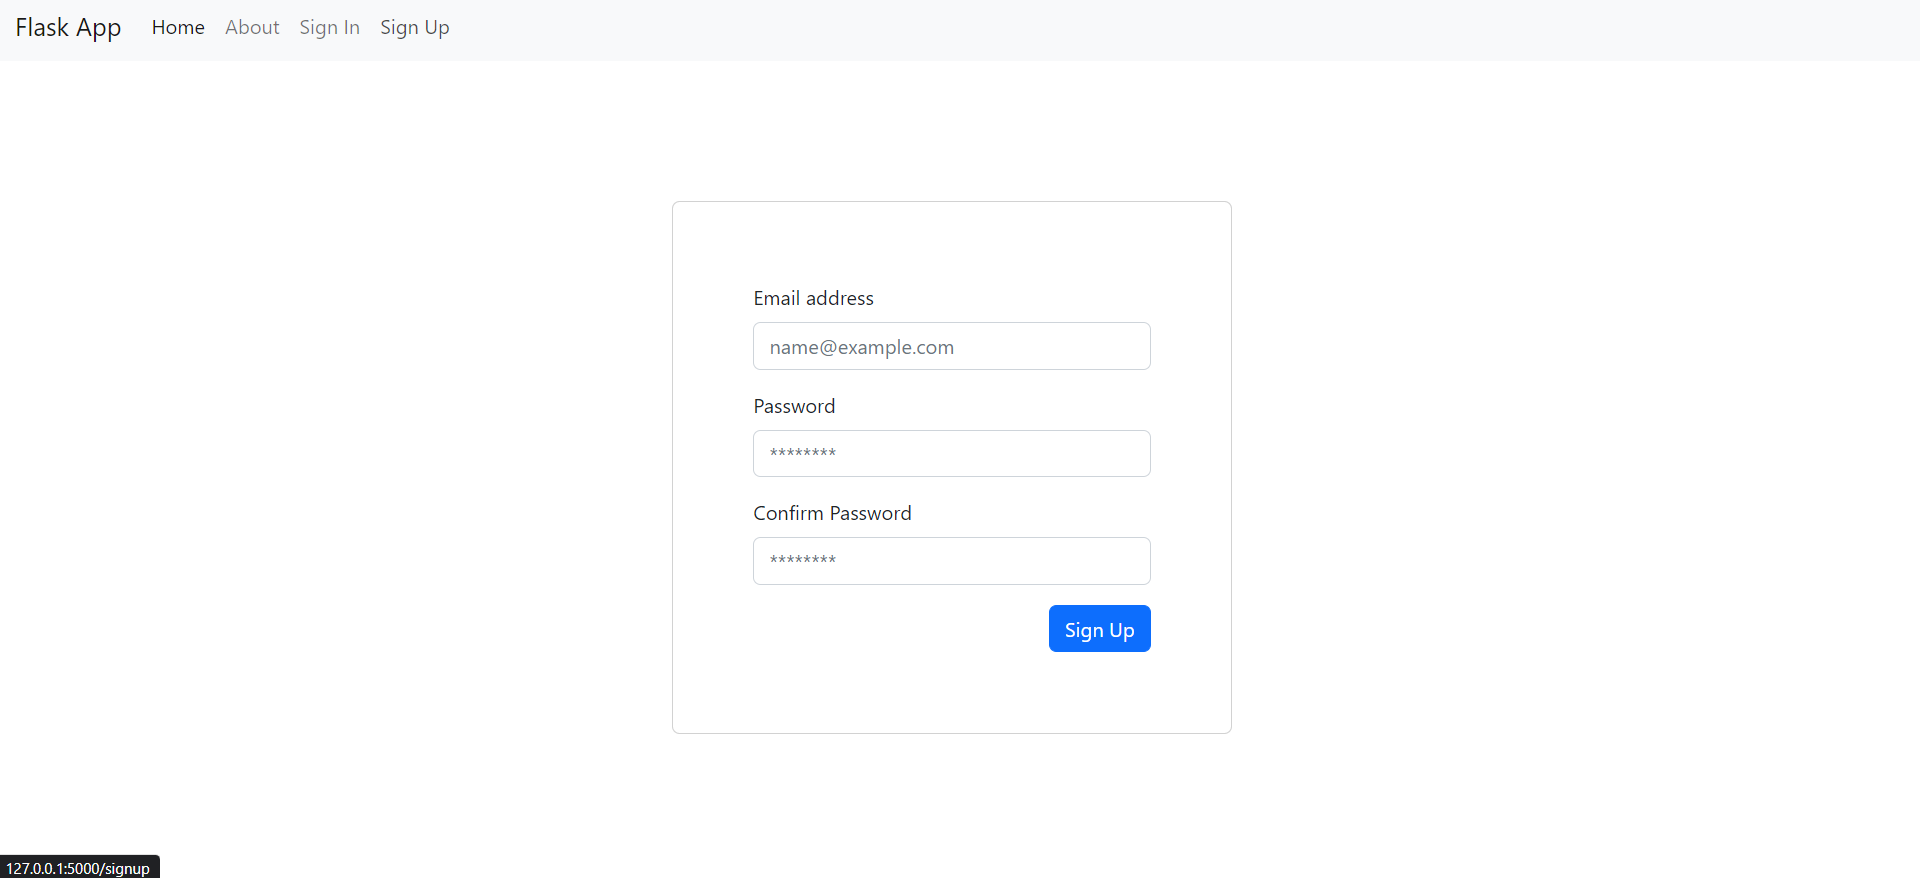 Flask App Home About Sign In Sign Up
Email address
name@example.com
Password
********
Confirm Password
********
Sign Up
127.0.0.1:5000/signup